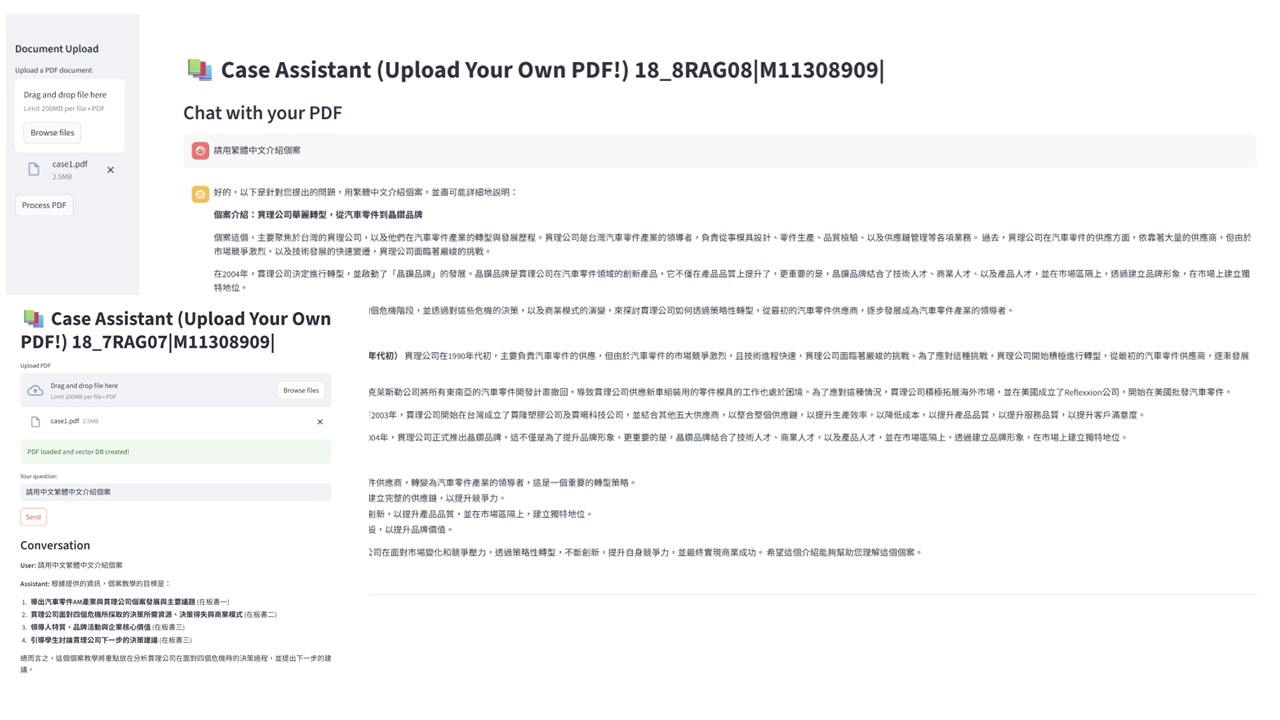 Document Upload
Upload a PDF document
Drag and drop file here
Limit 200MB per file • PDF
Browse files
case1.pdf
2.5MB
Process PDF
Case Assistant (Upload Your Own PDF!) 18_8RAG08|M11308909|
Chat with your PDF
請用繁體中文介紹個案
好的，以下是針對您提出的問題，用繁體中文介紹個案，並盡可能詳細地說明：
個案介紹：貫理公司華麗轉型，從汽車零件到晶鑽品牌
個案這個，主要聚焦於台灣的貫理公司，以及他們在汽車零件產業的轉型與發展歷程。貫理公司是台灣汽車零件產業的領導者，負責從事模具設計、零件生產、品質檢驗、以及供應鏈管理等各項業務。 過去，貫理公司在汽車零件的供應方面，依靠著大量的供應商，但由於
市場競爭激烈，以及技術發展的快速變遷，貫理公司面臨著嚴峻的挑戰。
在2004年，貫理公司決定進行轉型，並啟動了「晶鑽品牌」的發展。晶鑽品牌是貫理公司在汽車零件領域的創新產品，它不僅在產品品質上提升了，更重要的是，晶鑽品牌結合了技術人才、商業人才、以及產品人才，並在市場區隔上，透過建立品牌形象，在市場上建立獨
特地位。
個危機階段，並透過對這些危機的決策，以及商業模式的演變，來探討貫理公司如何透過策略性轉型，從最初的汽車零件供應商，逐步發展成為汽車零件產業的領導者。
年代初） 貫理公司在1990年代初，主要負責汽車零件的供應，但由於汽車零件的市場競爭激烈，且技術進程快速，貫理公司面臨著嚴峻的挑戰。為了應對這種挑戰，貫理公司開始積極進行轉型，從最初的汽車零件供應商，逐漸發展
克萊斯勒公司將所有東南亞的汽車零件開發計畫撤回，導致貫理公司供應新車組裝用的零件模具的工作也處於困境。為了應對這種情況，貫理公司積極拓展海外市場，並在美國成立了Reflexxion公司，開始在美國批發汽車零件。
2003年，貫理公司開始在台灣成立了貫隆塑膠公司及貫暘科技公司，並結合其他五大供應商，以整合整個供應鏈，以提升生產效率，以降低成本，以提升產品品質，以提升服務品質，以提升客戶滿意度。
04年，貫理公司正式推出晶鑽品牌，這不僅是為了提升品牌形象，更重要的是，晶鑽品牌結合了技術人才、商業人才，以及產品人才，並在市場區隔上，透過建立品牌形象，在市場上建立獨特地位。
件供應商，轉變為汽車零件產業的領導者，這是一個重要的轉型策略。
建立完整的供應鏈，以提升競爭力。
創新，以提升產品品質，並在市場區隔上，建立獨特地位。
設，以提升品牌價值。
公司在面對市場變化和競爭壓力，透過策略性轉型，不斷創新，提升自身競爭力，並最終實現商業成功。 希望這個介紹能夠幫助您理解這個個案。
Case Assistant (Upload Your Own
PDF!) 18_7RAG07|M11308909|
Upload PDF
Drag and drop file here
Limit 200MB per file • PDF
Browse files
case1.pdf 2.5MB
PDF loaded and vector DB created!
Your question:
請用中文繁體中文介紹個案
Send
Conversation
User: 請用中文繁體中文介紹個案
Assistant: 根據提供的資訊，個案教學的目標是：
1. 導出汽車零件AM產業與貫理公司個案發展與主要議題 (在板書一)
2. 貫理公司面對四個危機所採取的決策所需資源、決策得失與商業模式 (在板書二)
3. 領導人特質、品牌活動與企業核心價值 (在板書三)
4. 引導學生討論貫理公司下一步的決策建議 (在板書三)
總而言之，這個個案教學將重點放在分析貫理公司在面對四個危機時的決策過程，並提出下一步的建
議。